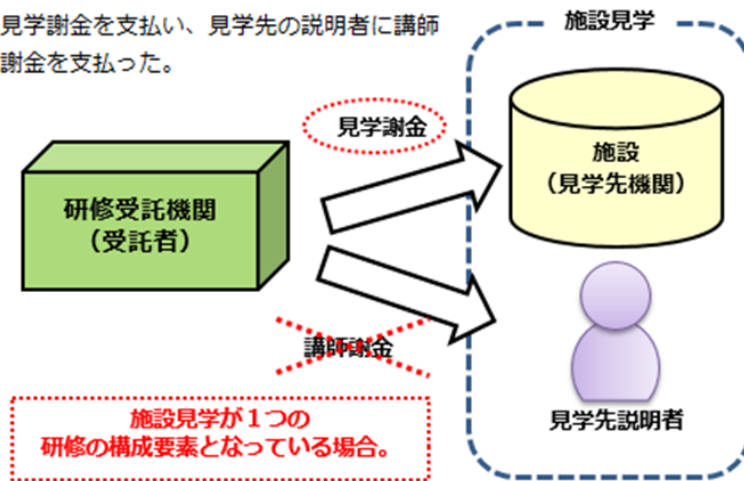 見学謝金を支払い、見学先の説明者に講師
謝金を支払った。
施設見学
見学謝金
施設
（見学先機関）
研修受託機関
（受託者）
講師謝金
見学先説明者
施設見学が１つの
研修の構成要素となっている場合。